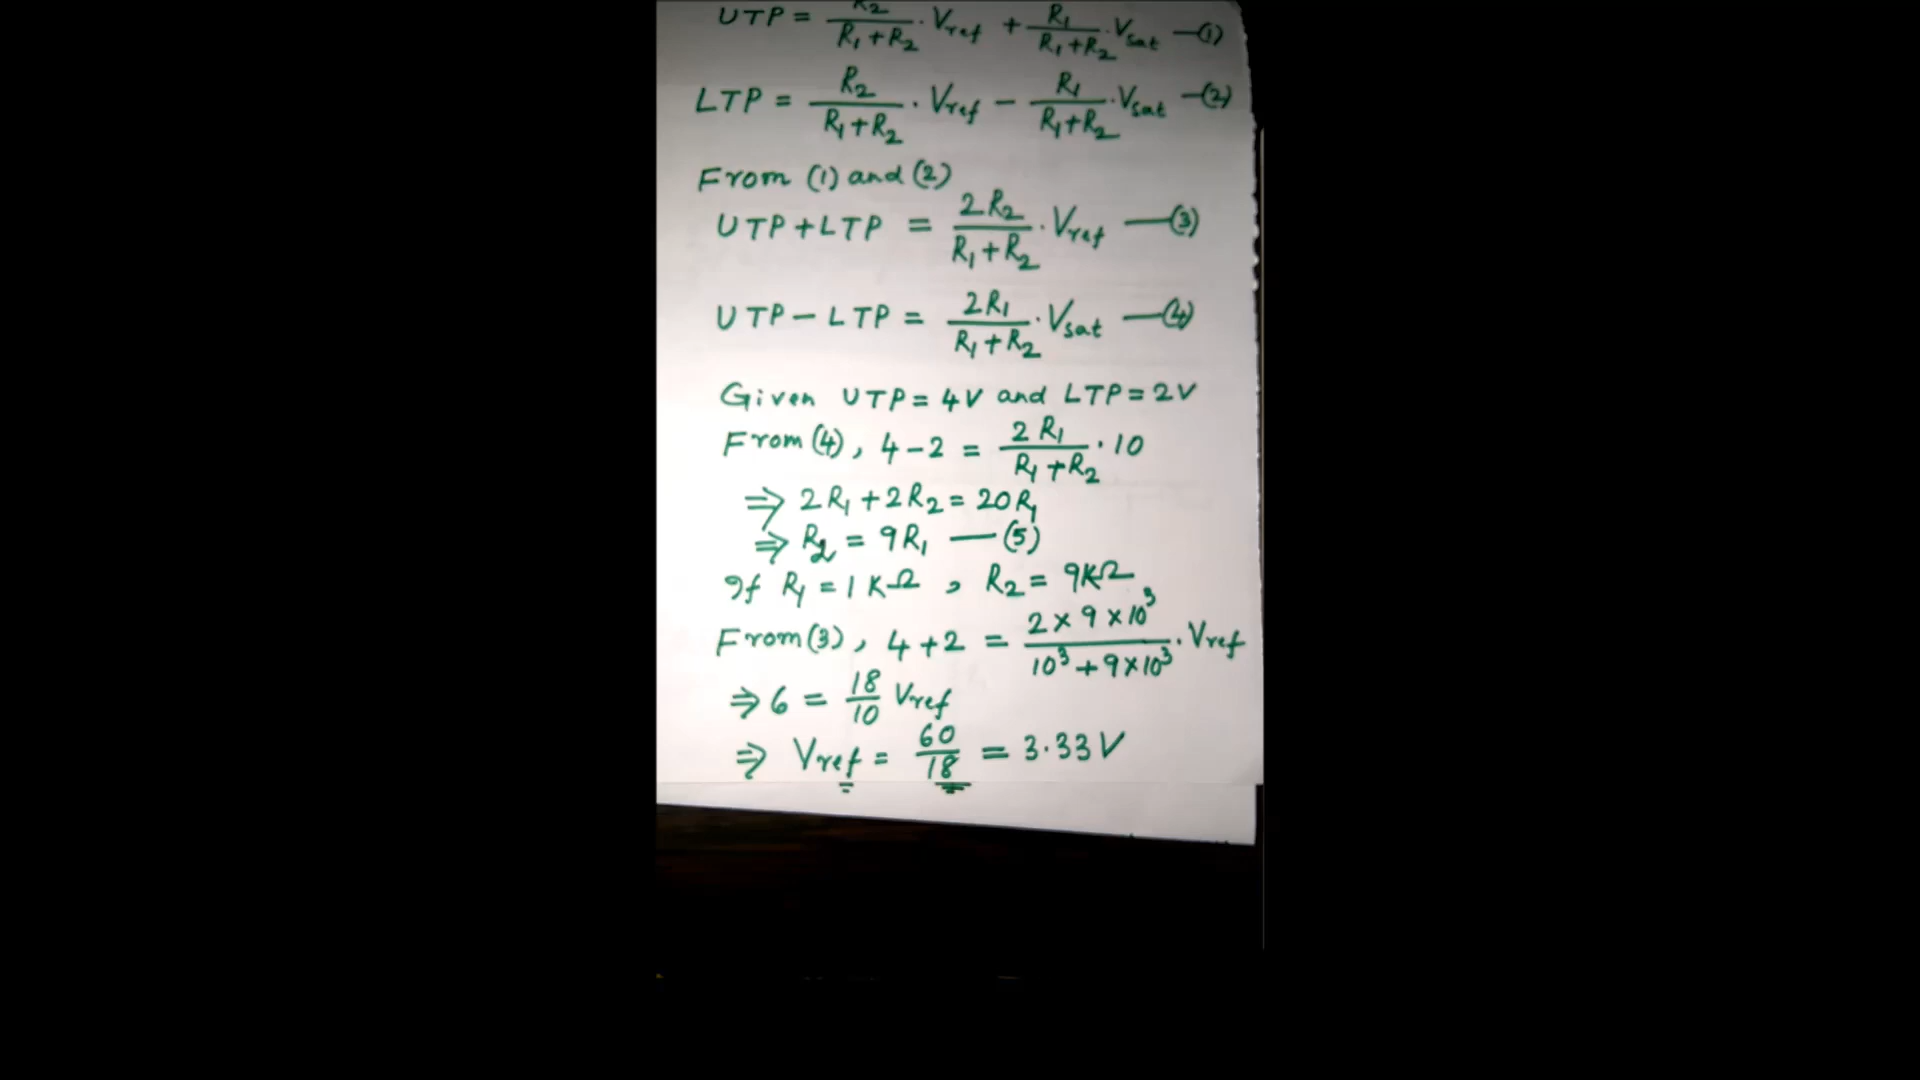 UTP = R2/(R1+R2) . Vref + R1/(R1+R2) . Vsat —(1)
LTP = R2/(R1+R2) . Vref − R1/(R1+R2) . Vsat —(2)
From (1) and (2)
UTP+LTP = 2R2/(R1+R2) . Vref —(3)
UTP−LTP = 2R1/(R1+R2) . Vsat —(4)
Given UTP = 4V and LTP = 2V
From (4), 4−2 = 2R1/(R1+R2) . 10
⇒ 2R1+2R2 = 20R1
⇒ R2 = 9R1 —(5)
If R1 = 1KΩ , R2 = 9KΩ
From (3), 4+2 = (2×9×10³)/(10³+9×10³) . Vref
⇒ 6 = 18/10 Vref
⇒ Vref = 60/18 = 3.33V